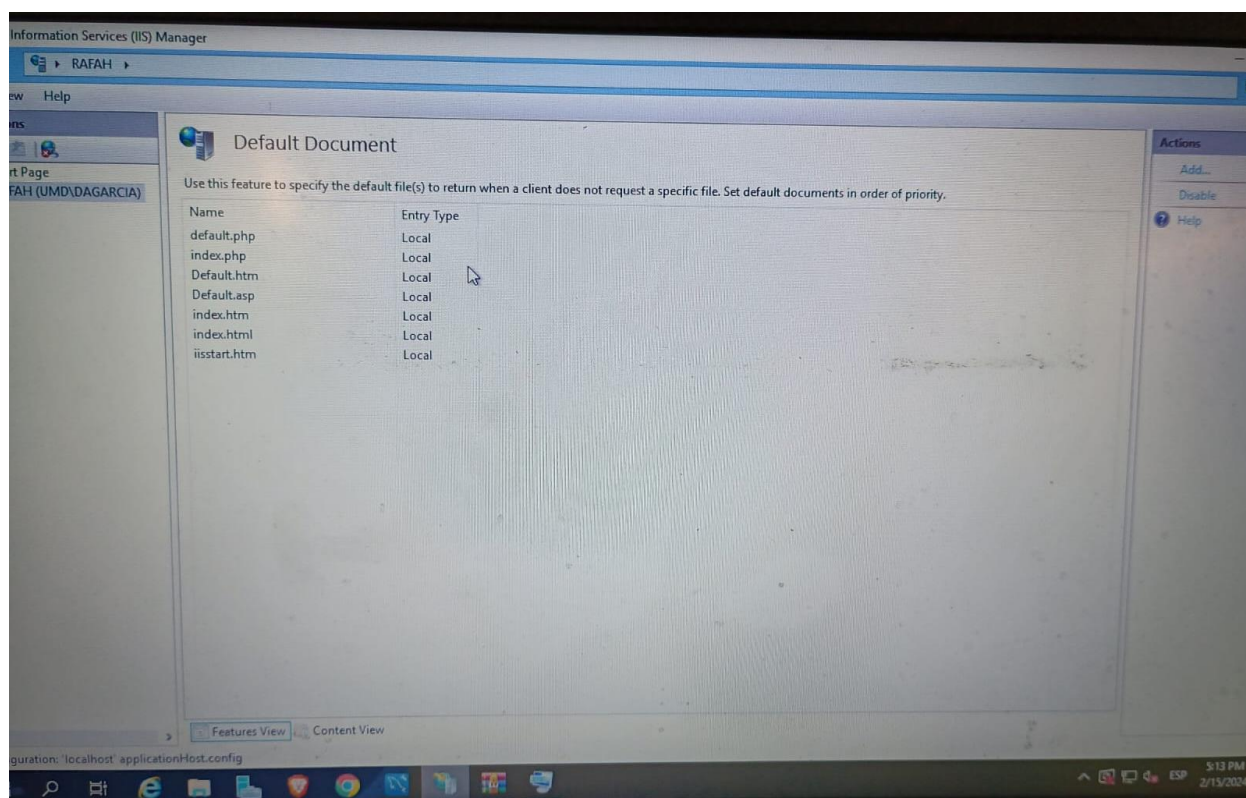 Information Services (IIS) Manager
RAFAH
ew Help
ons
rt Page
FAH (UMD\DAGARCIA)
Default Document
Use this feature to specify the default file(s) to return when a client does not request a specific file. Set default documents in order of priority.
Name Entry Type
default.php Local
index.php Local
Default.htm Local
Default.asp Local
index.htm Local
index.html Local
iisstart.htm Local
Features View Content View
Actions
Add...
Disable
Help
guration: 'localhost' applicationHost.config
ESP
5:13 PM
2/15/2024